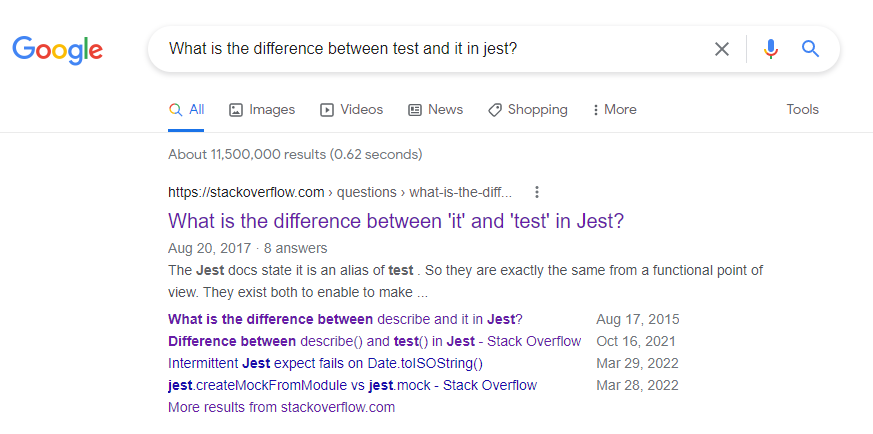 Google
What is the difference between test and it in jest?
All Images Videos News Shopping More Tools
About 11,500,000 results (0.62 seconds)
https://stackoverflow.com › questions › what-is-the-diff...
What is the difference between 'it' and 'test' in Jest?
Aug 20, 2017 · 8 answers
The Jest docs state it is an alias of test . So they are exactly the same from a functional point of
view. They exist both to enable to make ...
What is the difference between describe and it in Jest? Aug 17, 2015
Difference between describe() and test() in Jest - Stack Overflow Oct 16, 2021
Intermittent Jest expect fails on Date.toISOString() Mar 29, 2022
jest.createMockFromModule vs jest.mock - Stack Overflow Mar 28, 2022
More results from stackoverflow.com